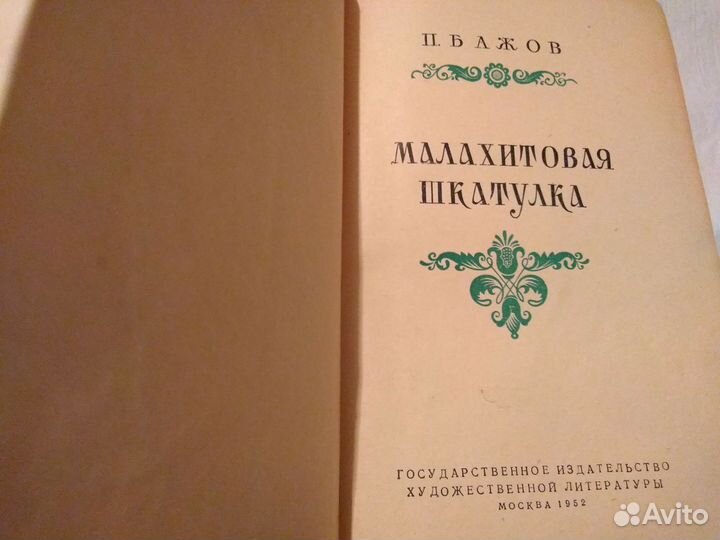 П. БАЖОВ
МАЛАХИТОВАЯ
ШКАТУЛКА
ГОСУДАРСТВЕННОЕ ИЗДАТЕЛЬСТВО
ХУДОЖЕСТВЕННОЙ ЛИТЕРАТУРЫ
МОСКВА 1952
Avito